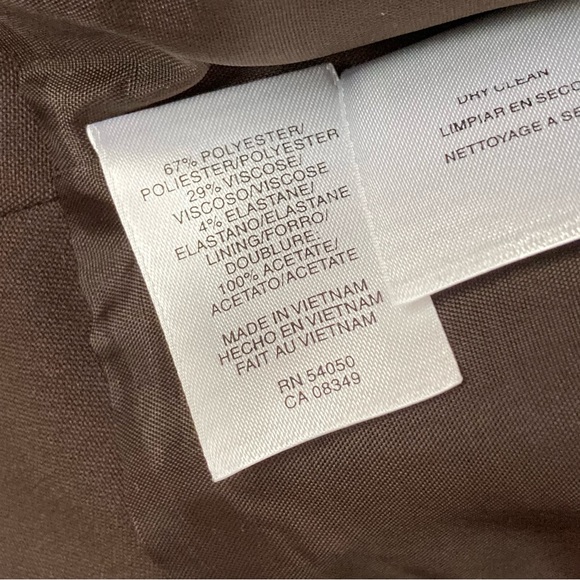 67% POLYESTER/
POLIESTER/POLYESTER
29% VISCOSE/
VISCOSO/VISCOSE
4% ELASTANE/
ELASTANO/ELASTANE
LINING/FORRO/
DOUBLURE:
100% ACETATE/
ACETATO/ACETATE
MADE IN VIETNAM
HECHO EN VIETNAM
FAIT AU VIETNAM
RN 54050
CA 08349
DRY CLEAN
LIMPIAR EN SECO
NETTOYAGE A SE